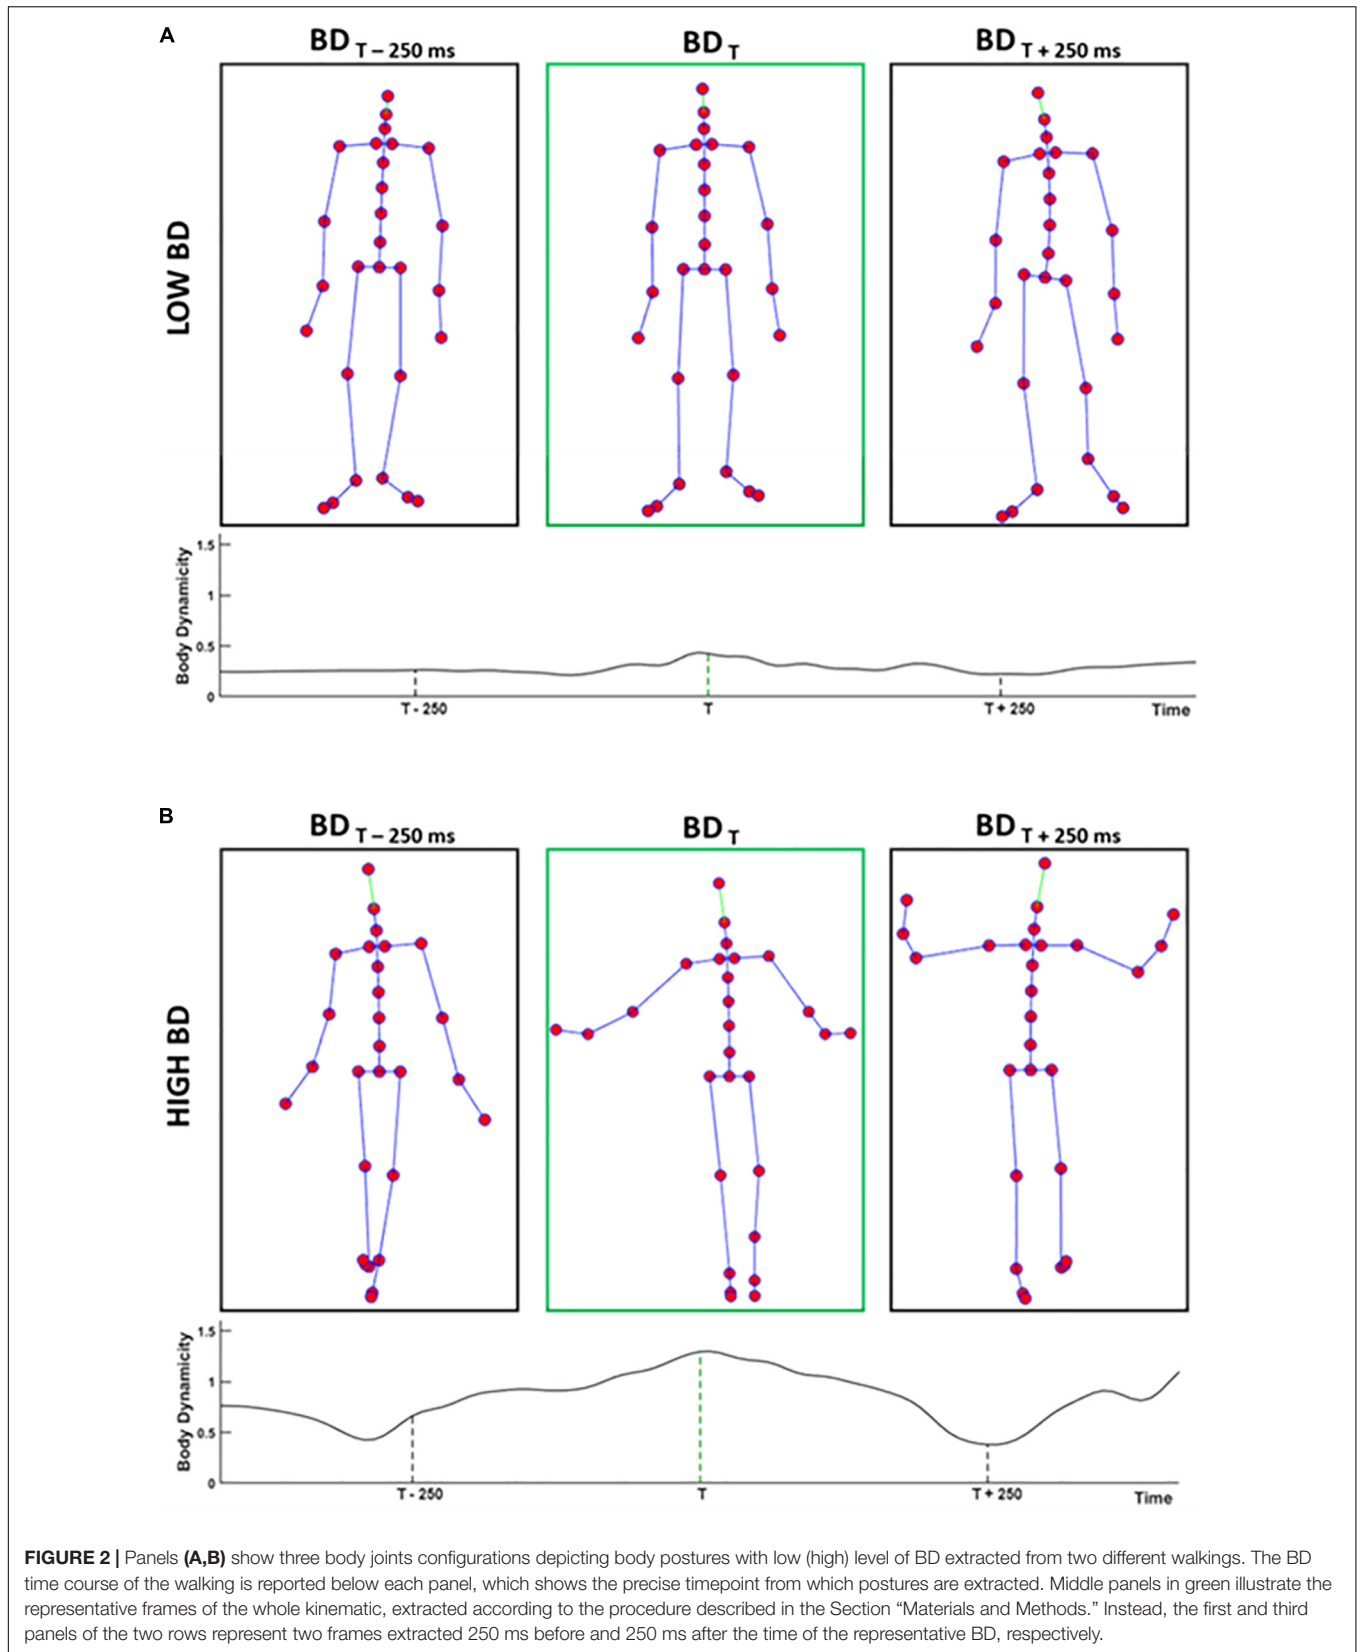 A
BD T – 250 ms
BD T
BD T + 250 ms
LOW BD
Body Dynamicity
1.5
1
0.5
0
T - 250
T
T + 250
Time
B
BD T – 250 ms
BD T
BD T + 250 ms
HIGH BD
Body Dynamicity
1.5
1
0.5
0
T - 250
T
T + 250
Time
FIGURE 2 | Panels (A,B) show three body joints configurations depicting body postures with low (high) level of BD extracted from two different walkings. The BD
time course of the walking is reported below each panel, which shows the precise timepoint from which postures are extracted. Middle panels in green illustrate the
representative frames of the whole kinematic, extracted according to the procedure described in the Section “Materials and Methods.” Instead, the first and third
panels of the two rows represent two frames extracted 250 ms before and 250 ms after the time of the representative BD, respectively.